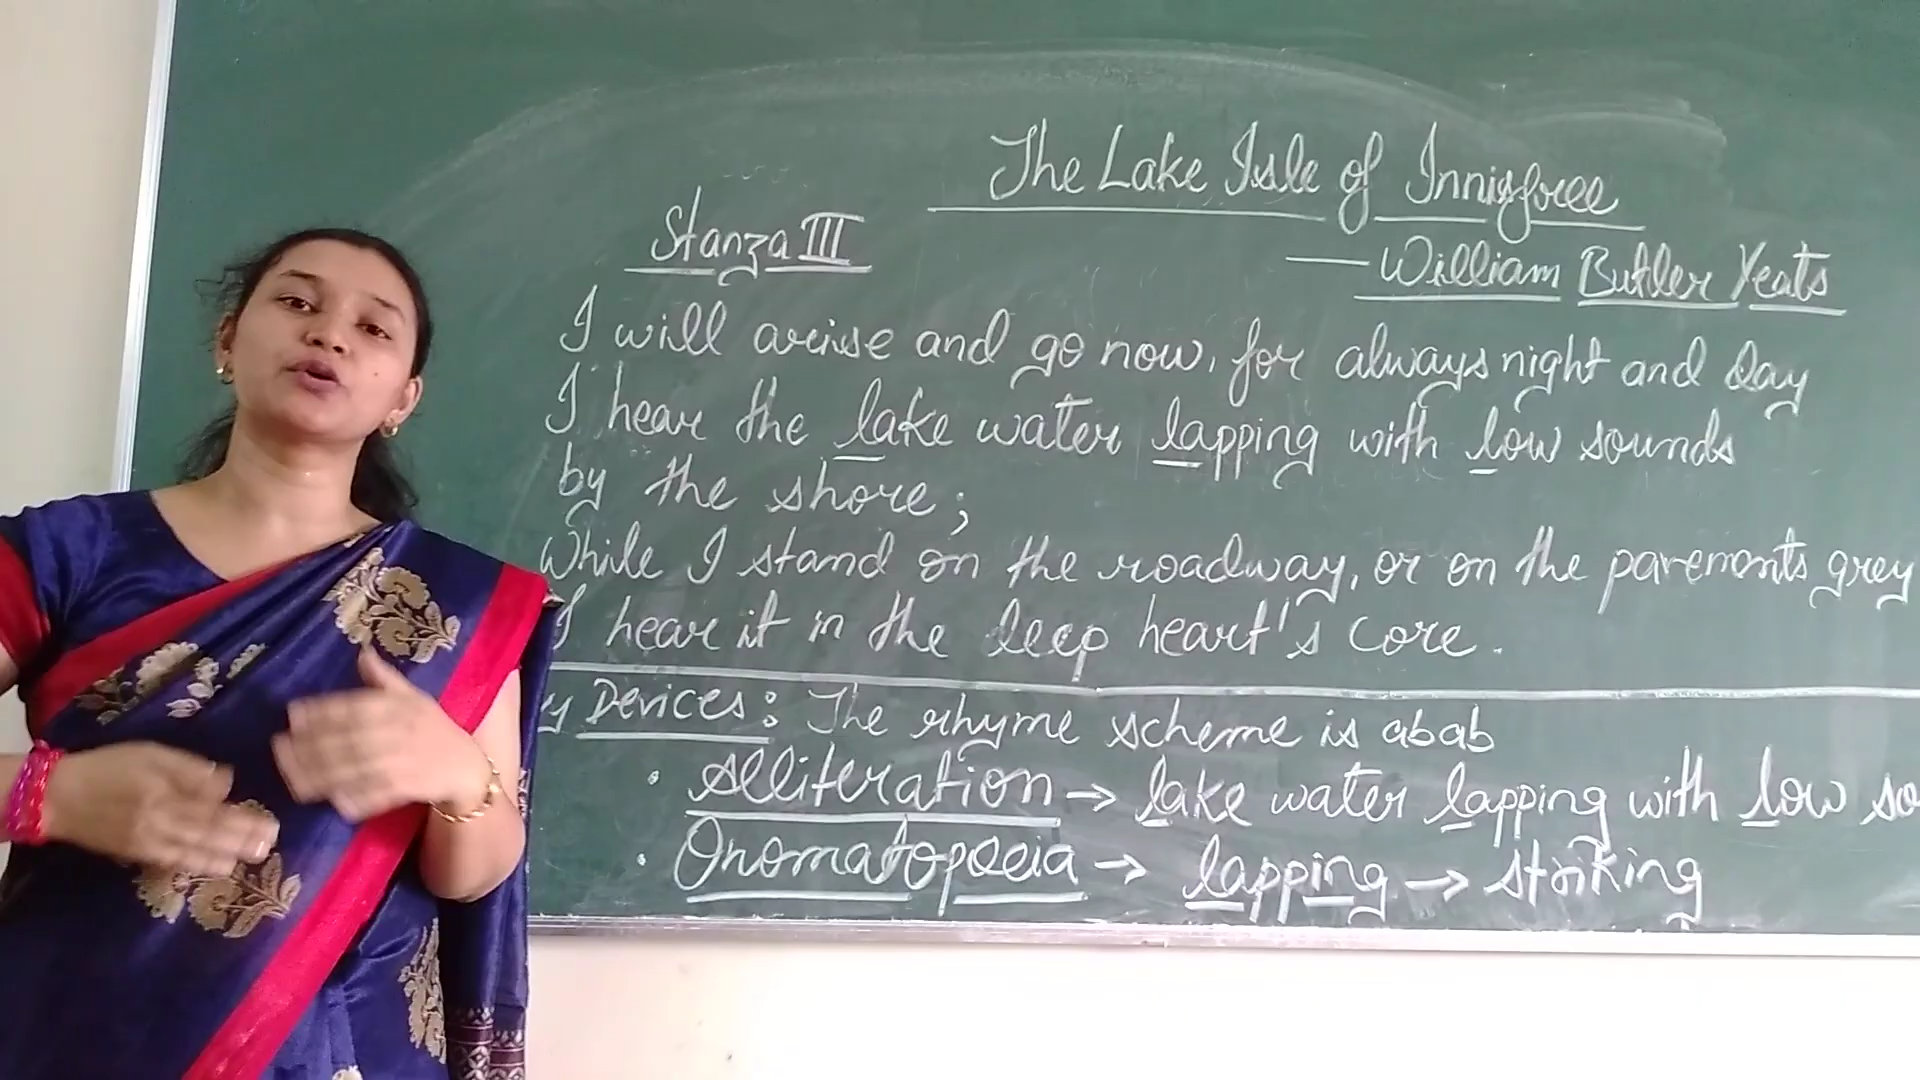 The Lake Isle of Innisfree
Stanza III
— William Butler Yeats
I will arise and go now, for always night and day
I hear the lake water lapping with low sounds
by the shore;
While I stand on the roadway, or on the pavements grey
I hear it in the deep heart's core.
y Devices: The rhyme scheme is abab
• Alliteration → lake water lapping with low so
• Onomatopoeia → lapping → striking